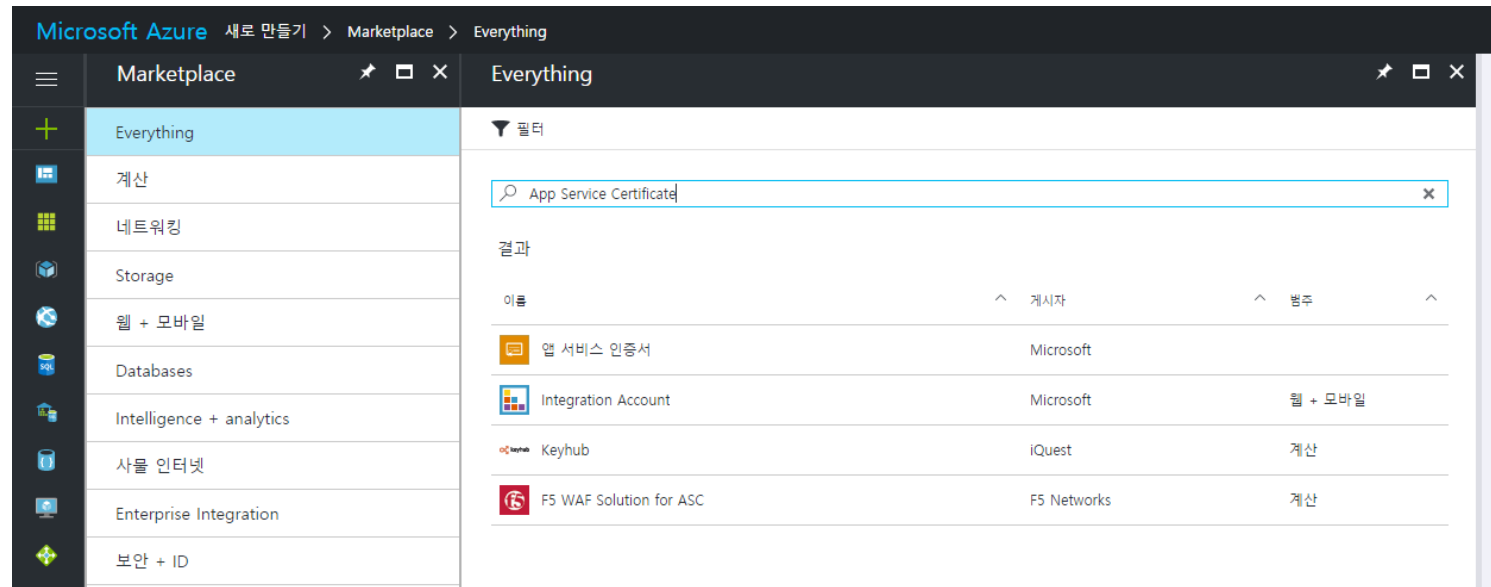 Microsoft Azure 새로 만들기 > Marketplace > Everything
Marketplace
Everything
계산
네트워킹
Storage
웹 + 모바일
Databases
Intelligence + analytics
사물 인터넷
Enterprise Integration
보안 + ID
Everything
필터
App Service Certificate
결과
이름 게시자 범주
앱 서비스 인증서 Microsoft
Integration Account Microsoft 웹 + 모바일
keyhub Keyhub iQuest 계산
F5 WAF Solution for ASC F5 Networks 계산
SQL